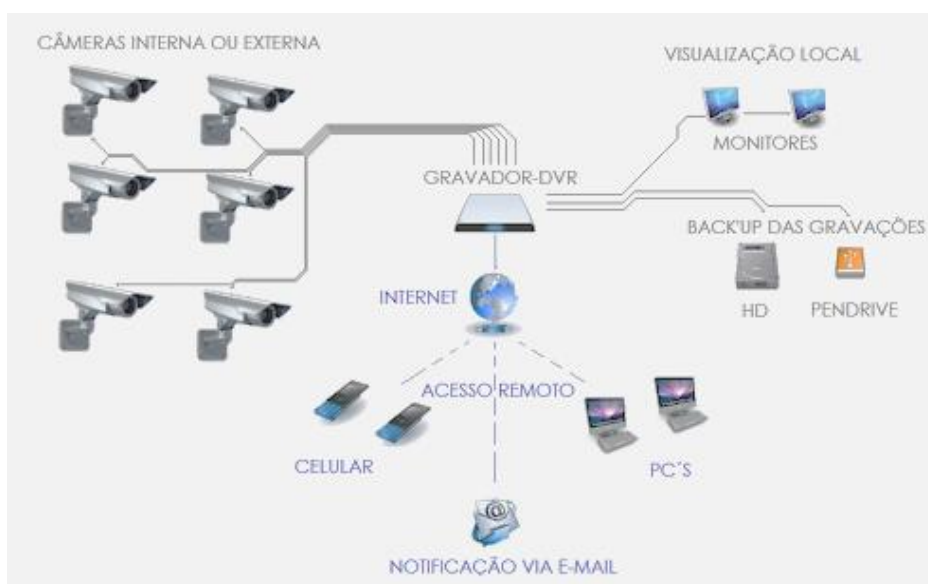 CÂMERAS INTERNA OU EXTERNA
VISUALIZAÇÃO LOCAL
MONITORES
GRAVADOR-DVR
BACK'UP DAS GRAVAÇÕES
HD
PENDRIVE
INTERNET
ACESSO REMOTO
CELULAR
PC´S
@
NOTIFICAÇÃO VIA E-MAIL